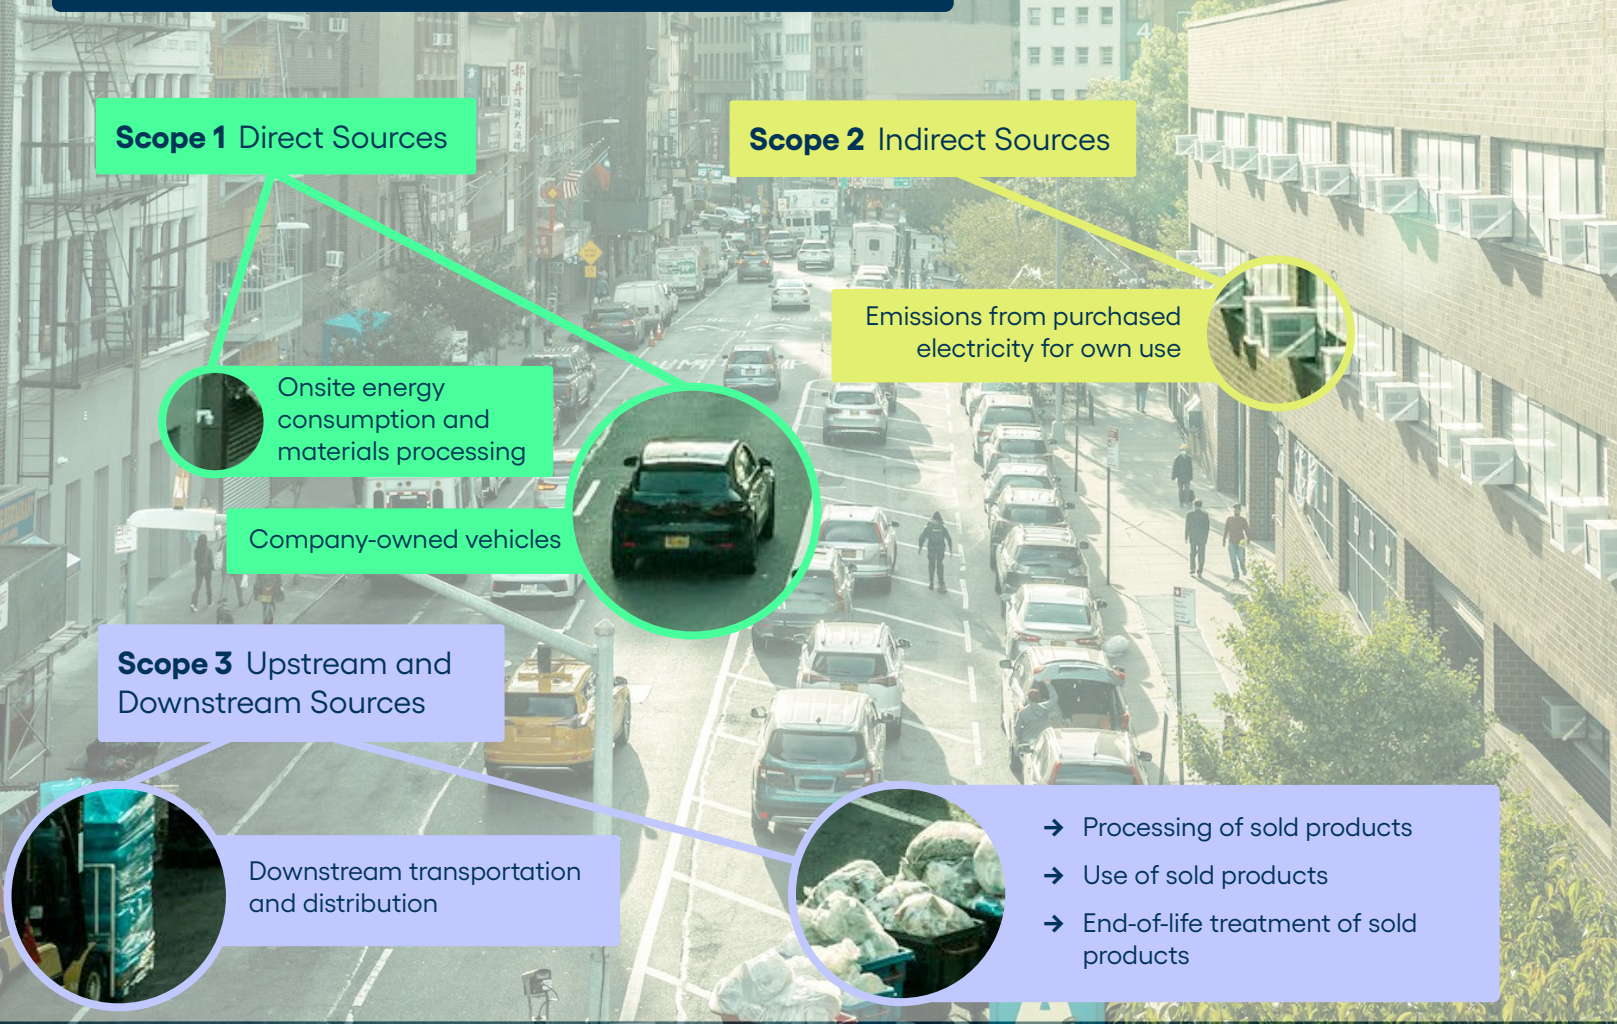 Scope 1 Direct Sources
Scope 2 Indirect Sources
Emissions from purchased
electricity for own use
Onsite energy
consumption and
materials processing
Company-owned vehicles
Scope 3 Upstream and
Downstream Sources
Downstream transportation
and distribution
→ Processing of sold products
→ Use of sold products
→ End-of-life treatment of sold
products